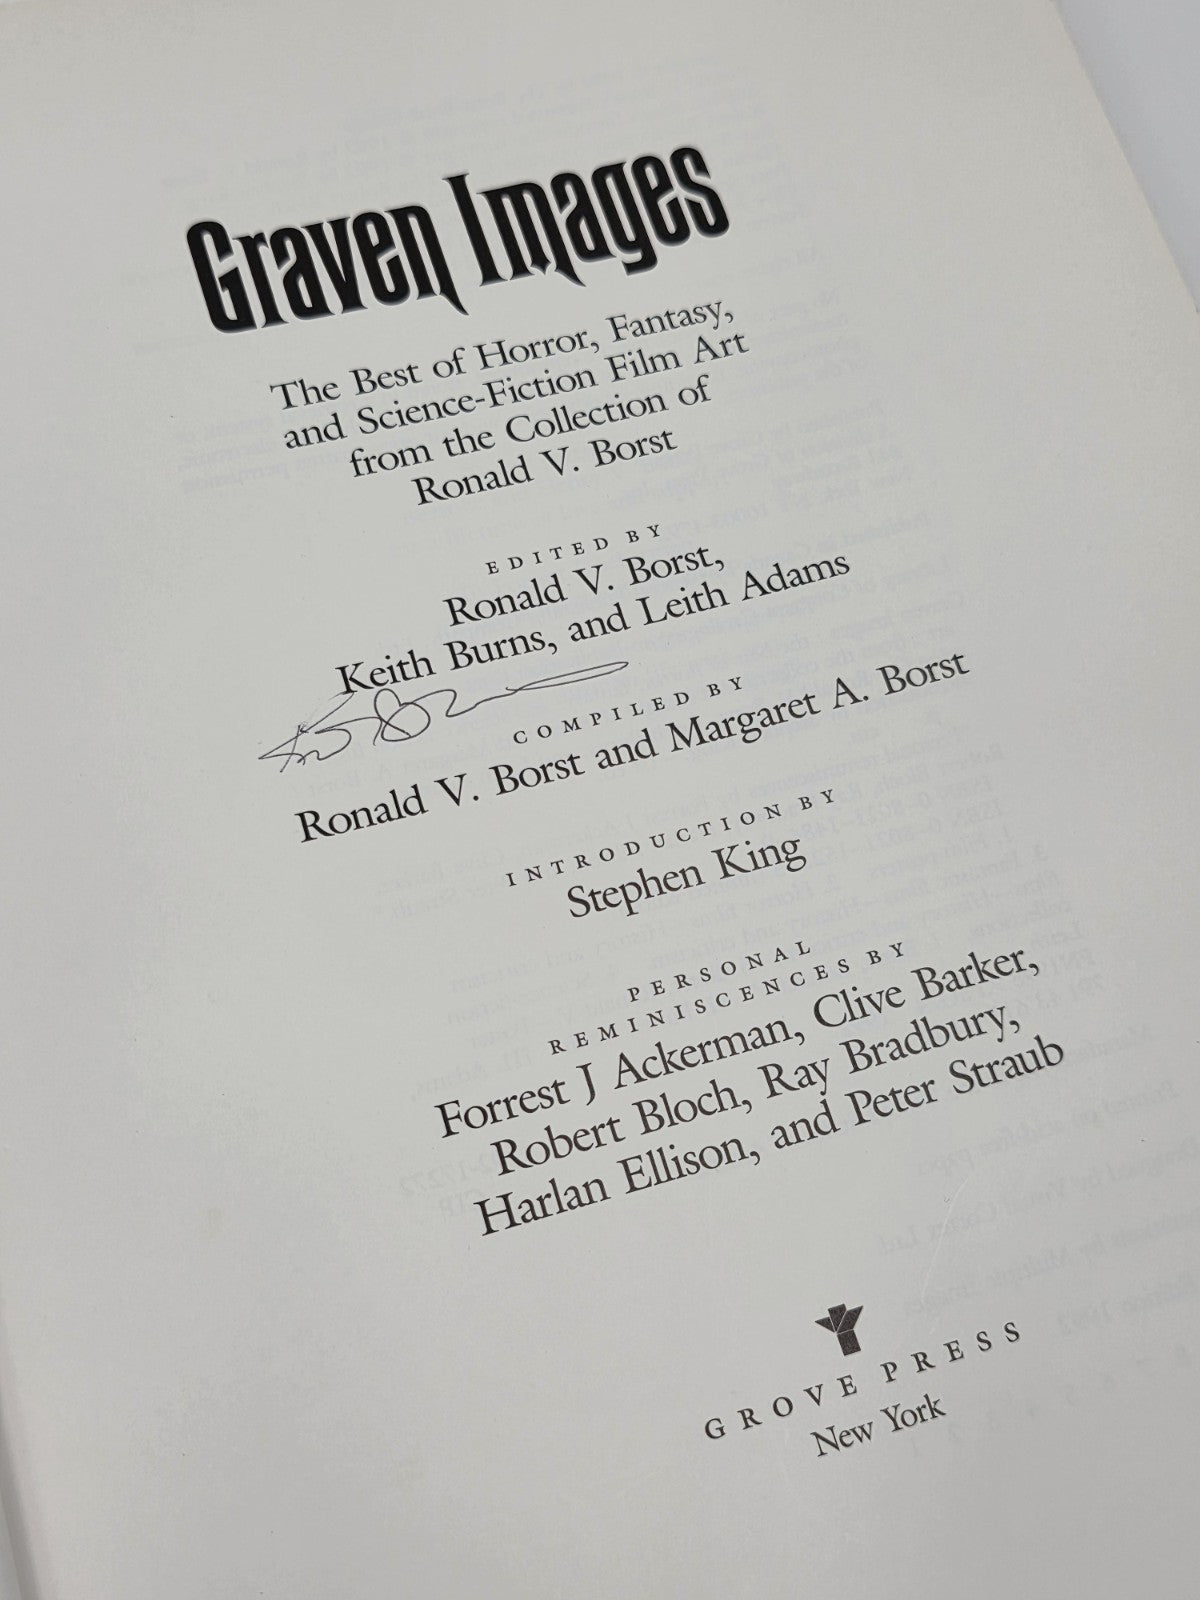 Graven Images
The Best of Horror, Fantasy,
and Science-Fiction Film Art
from the Collection of
Ronald V. Borst
EDITED BY
Ronald V. Borst,
Keith Burns, and Leith Adams
COMPILED BY
Ronald V. Borst and Margaret A. Borst
INTRODUCTION BY
Stephen King
PERSONAL
REMINISCENCES BY
Forrest J Ackerman, Clive Barker,
Robert Bloch, Ray Bradbury,
Harlan Ellison, and Peter Straub
GROVE PRESS
New York